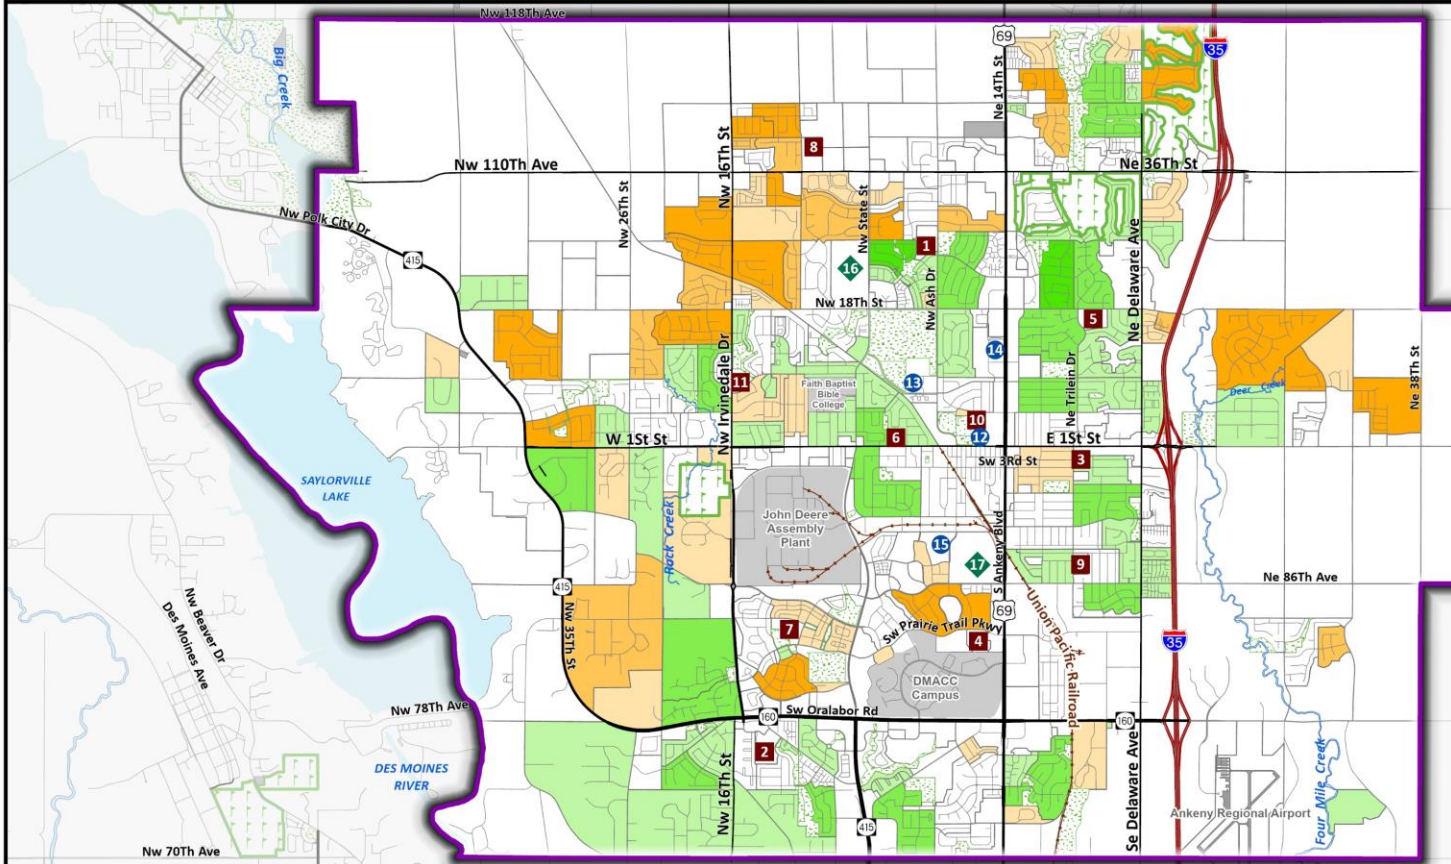 Nw 118Th Ave
Big Creek
69
Ne 14Th St
35
Nw 110Th Ave
Nw 16Th St
8
Ne 36Th St
Nw 26Th St
Nw State St
Nw Polk City Dr
415
1
16
Nw Ash Dr
Ne Delaware Ave
Nw 18Th St
5
14
Nw Irvinedale Dr
11
Faith Baptist
Bible
College
13
Ne Trilein Dr
Deer Creek
Ne 38Th St
10
6
12
W 1St St
E 1St St
Sw 3Rd St
3
SAYLORVILLE
LAKE
Rock Creek
John Deere
Assembly
Plant
S Ankeny Blvd
15
17
9
Ne 86Th Ave
415
Nw 35Th St
Nw Beaver Dr
Des Moines Ave
69
Union Pacific Railroad
7
Sw Prairie Trail Pkwy
4
35
DMACC
Campus
Nw 78Th Ave
Sw Oralabor Rd
160
160
2
DES MOINES
RIVER
Nw 16Th St
Se Delaware Ave
Four Mile Creek
Ankeny Regional Airport
415
Nw 70Th Ave